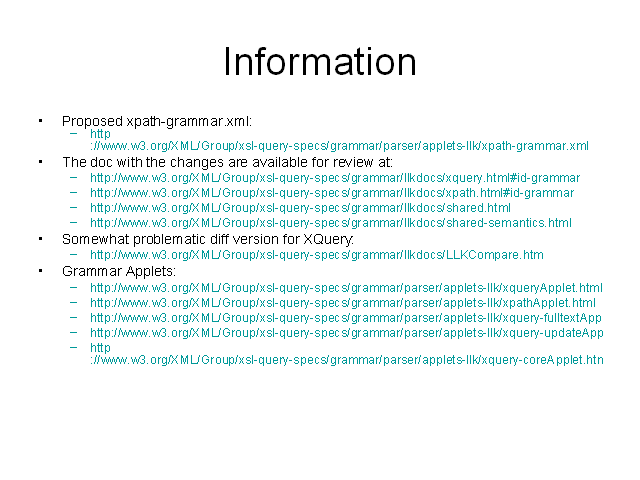 Information
• Proposed xpath-grammar.xml:
– http
://www.w3.org/XML/Group/xsl-query-specs/grammar/parser/applets-llk/xpath-grammar.xml
• The doc with the changes are available for review at:
– http://www.w3.org/XML/Group/xsl-query-specs/grammar/llkdocs/xquery.html#id-grammar
– http://www.w3.org/XML/Group/xsl-query-specs/grammar/llkdocs/xpath.html#id-grammar
– http://www.w3.org/XML/Group/xsl-query-specs/grammar/llkdocs/shared.html
– http://www.w3.org/XML/Group/xsl-query-specs/grammar/llkdocs/shared-semantics.html
• Somewhat problematic diff version for XQuery:
– http://www.w3.org/XML/Group/xsl-query-specs/grammar/llkdocs/LLKCompare.htm
• Grammar Applets:
– http://www.w3.org/XML/Group/xsl-query-specs/grammar/parser/applets-llk/xqueryApplet.html
– http://www.w3.org/XML/Group/xsl-query-specs/grammar/parser/applets-llk/xpathApplet.html
– http://www.w3.org/XML/Group/xsl-query-specs/grammar/parser/applets-llk/xquery-fulltextApp
– http://www.w3.org/XML/Group/xsl-query-specs/grammar/parser/applets-llk/xquery-updateApp
– http
://www.w3.org/XML/Group/xsl-query-specs/grammar/parser/applets-llk/xquery-coreApplet.htm